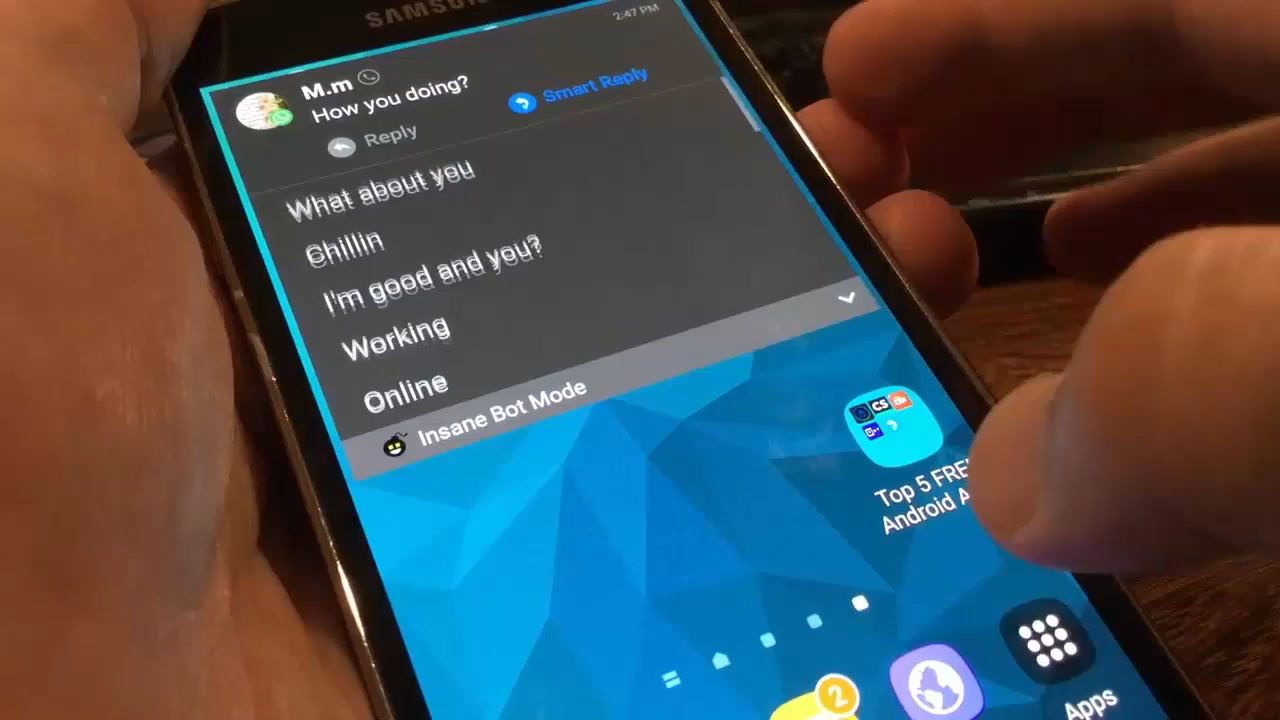 SAMSUNG
2:47 PM
M.m
How you doing?
Smart Reply
Reply
What about you
Chillin
I'm good and you?
Working
Online
Insane Bot Mode
CS
Top 5 FREE
Android
2
Apps